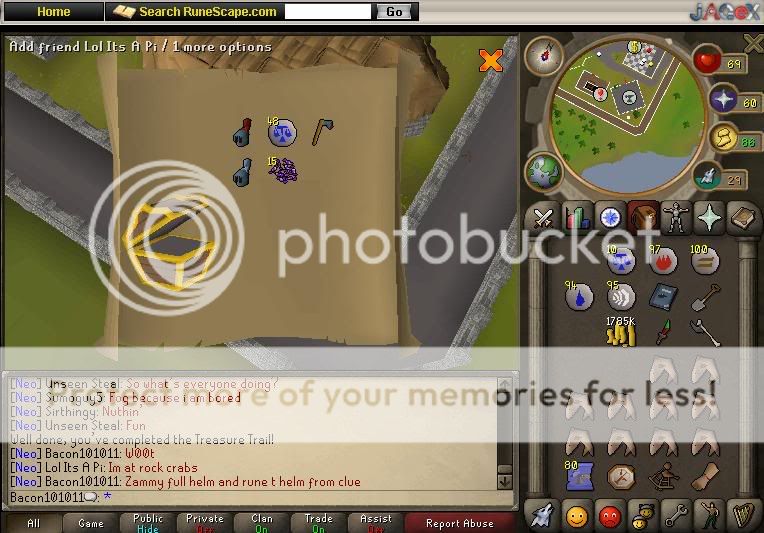 Home
Search RuneScape.com
Go
JAGeX
Add friend Lol Its A Pi / 1 more options
69
60
66
29
48
15
10
97
100
94
95
1785K
80
photobucket
Protect more of your memories for less!
[Neo] Unseen Steal: So what's everyone doing?
[Neo] Sumoguy5: Fog because i am bored
[Neo] Sirthingy: Nuthin
[Neo] Unseen Steal: Fun
Well done, you've completed the Treasure Trail!
[Neo] Bacon101011: W00t
[Neo] Lol Its A Pi: Im at rock crabs
[Neo] Bacon101011: Zammy full helm and rune t helm from clue
Bacon101011: *
All
Game
Public
Hide
Private
Off
Clan
On
Trade
On
Assist
Off
Report Abuse